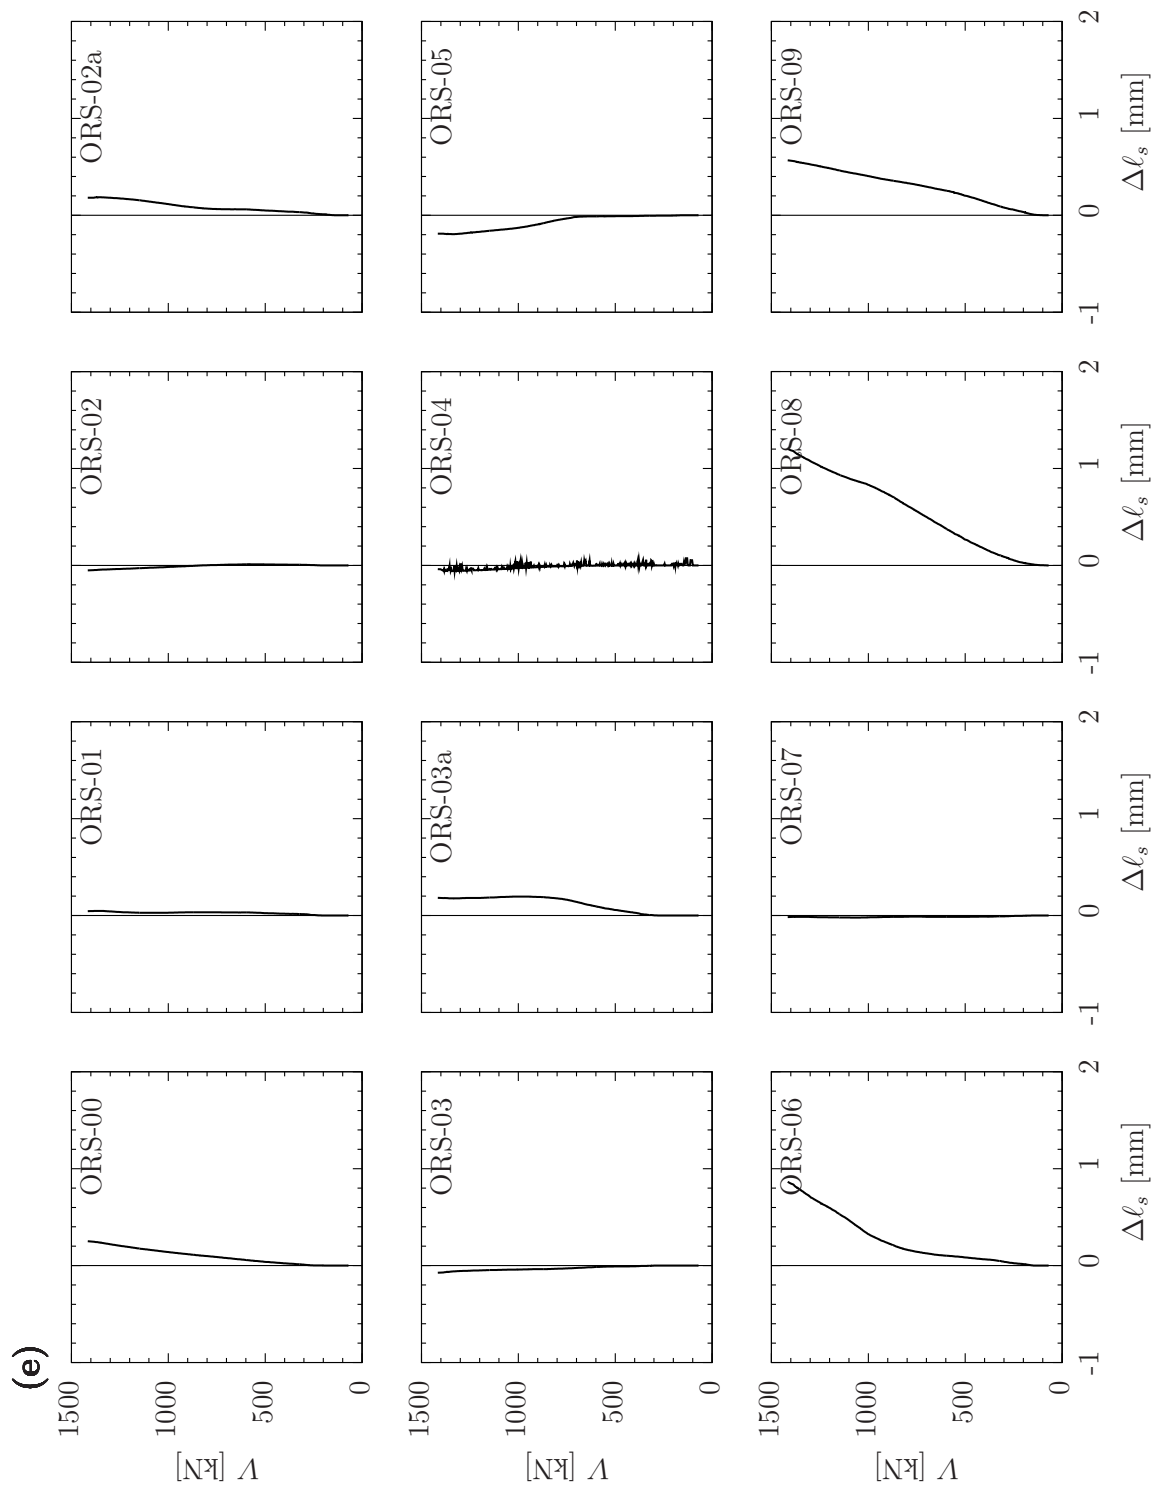 (e)
1500
1000
500
0
V [kN]
ORS-00
ORS-01
ORS-02
ORS-02a
1500
1000
500
0
V [kN]
ORS-03
ORS-03a
ORS-04
ORS-05
1500
1000
500
0
V [kN]
ORS-06
ORS-07
ORS-08
ORS-09
-1 0 1 2
-1 0 1 2
-1 0 1 2
-1 0 1 2
Δℓs [mm]
Δℓs [mm]
Δℓs [mm]
Δℓs [mm]